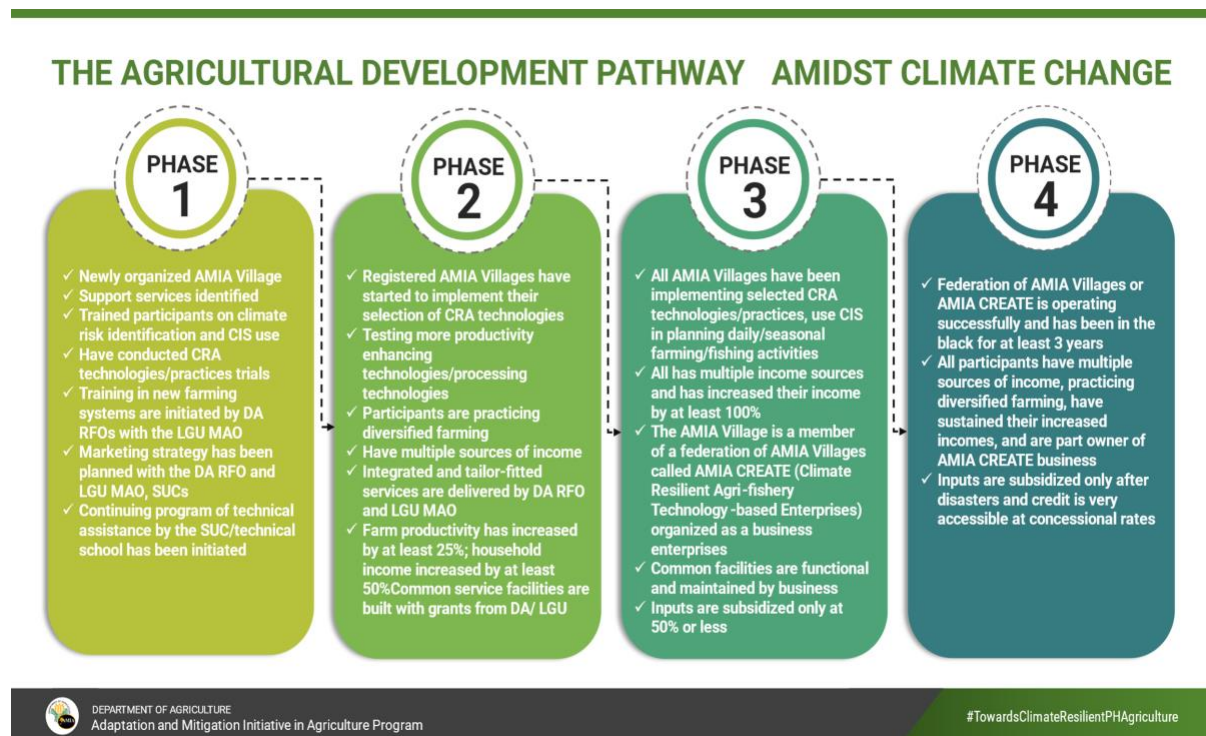 THE AGRICULTURAL DEVELOPMENT PATHWAY AMIDST CLIMATE CHANGE
PHASE
1
✓ Newly organized AMIA Village
✓ Support services identified
✓ Trained participants on climate
risk identification and CIS use
✓ Have conducted CRA
technologies/practices trials
✓ Training in new farming
systems are initiated by DA
RFOs with the LGU MAO
✓ Marketing strategy has been
planned with the DA RFO and
LGU MAO, SUCs
✓ Continuing program of technical
assistance by the SUC/technical
school has been initiated
PHASE
2
✓ Registered AMIA Villages have
started to implement their
selection of CRA technologies
✓ Testing more productivity
enhancing
technologies/processing
technologies
✓ Participants are practicing
diversified farming
✓ Have multiple sources of income
✓ Integrated and tailor-fitted
services are delivered by DA RFO
and LGU MAO
✓ Farm productivity has increased
by at least 25%; household
income increased by at least
50%Common service facilities are
built with grants from DA/ LGU
PHASE
3
✓ All AMIA Villages have been
implementing selected CRA
technologies/practices, use CIS
in planning daily/seasonal
farming/fishing activities
✓ All has multiple income sources
and has increased their income
by at least 100%
✓ The AMIA Village is a member
of a federation of AMIA Villages
called AMIA CREATE (Climate
Resilient Agri-fishery
Technology-based Enterprises)
organized as a business
enterprises
✓ Common facilities are functional
and maintained by business
✓ Inputs are subsidized only at
50% or less
PHASE
4
✓ Federation of AMIA Villages or
AMIA CREATE is operating
successfully and has been in the
black for at least 3 years
✓ All participants have multiple
sources of income, practicing
diversified farming, have
sustained their increased
incomes, and are part owner of
AMIA CREATE business
✓ Inputs are subsidized only after
disasters and credit is very
accessible at concessional rates
DEPARTMENT OF AGRICULTURE
Adaptation and Mitigation Initiative in Agriculture Program
#TowardsClimateResilientPHAgriculture